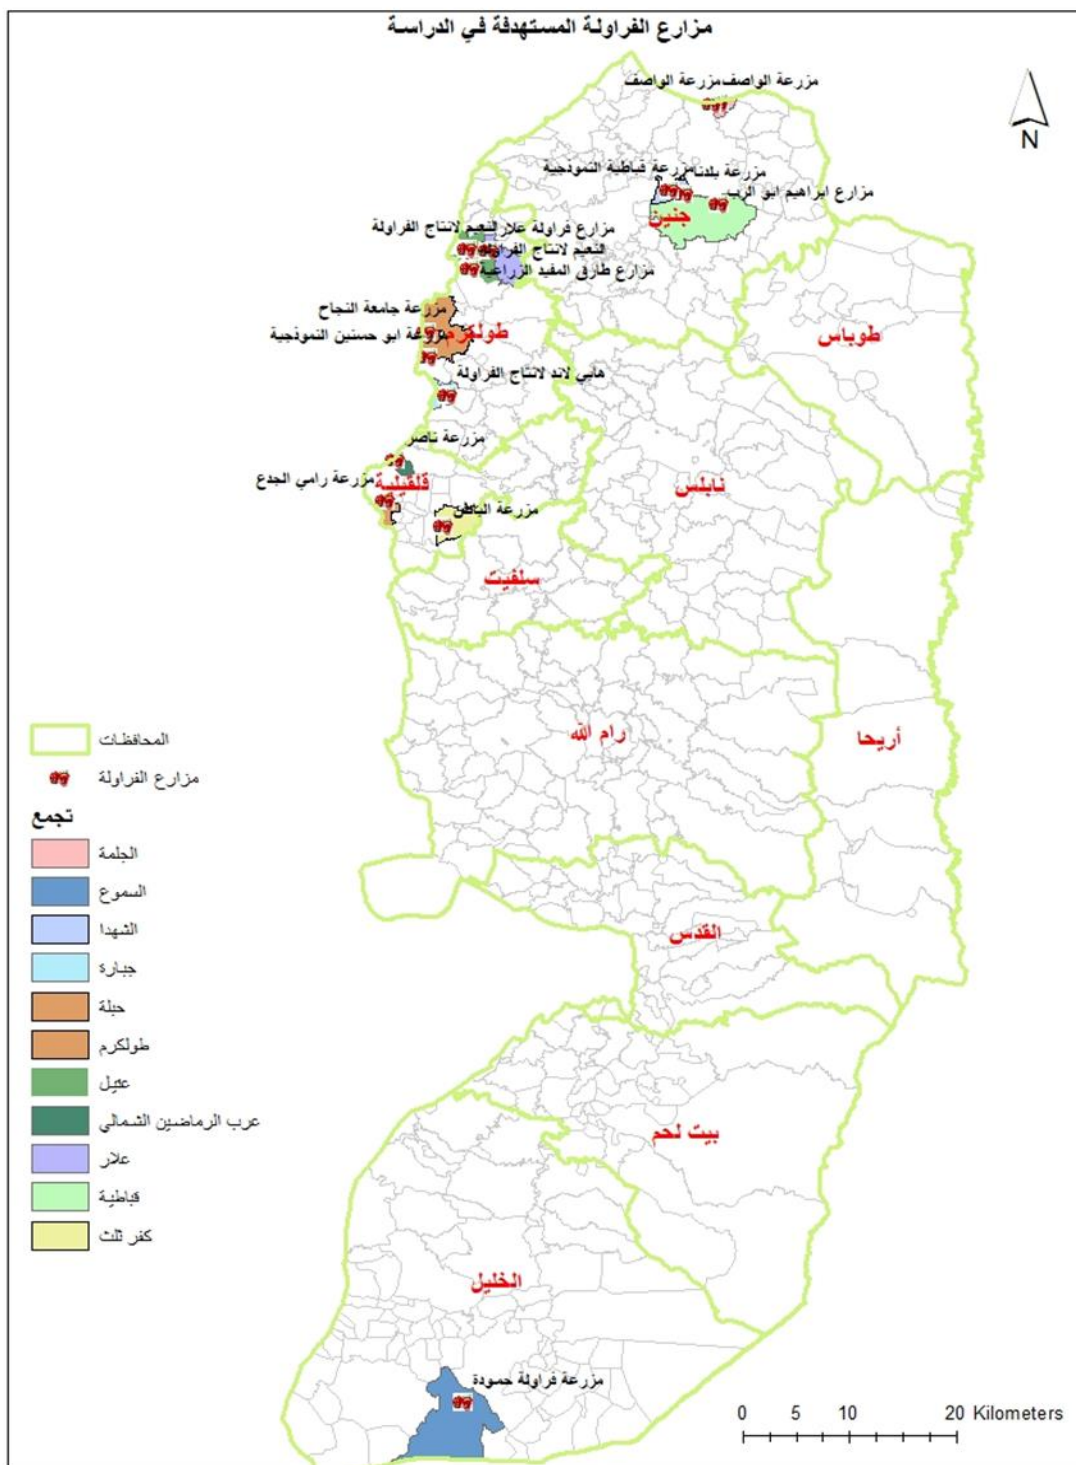 مزارع الفراولة المستهدفة في الدراسة
مزرعة الواصف مزرعة الواصف
N
مزرعة بلدنا
مزرعة قباطية النموذجية
مزارع ابراهيم ابو الرب
جنين
مزارع فراولة علار
النعيم لانتاج الفراولة
النعيم لانتاج الفراولة
مزارع طارق المفيد الزراعية
مزرعة جامعة النجاح
طولكرم
مزرعة ابو حسنين النموذجية
طوباس
هابي لاند لانتاج الفراولة
مزرعة ناصر
مزرعة رامي الجدع
قلقيلية
نابلس
مزرعة الباطن
سلفيت
رام الله
أريحا
القدس
بيت لحم
الخليل
مزرعة فراولة حمودة
المحافظات
مزارع الفراولة
تجمع
الجلمة
السموع
الشهدا
جبارة
حبلة
طولكرم
عتيل
عرب الرماضين الشمالي
علار
قباطية
كفر ثلث
0 5 10 20 Kilometers